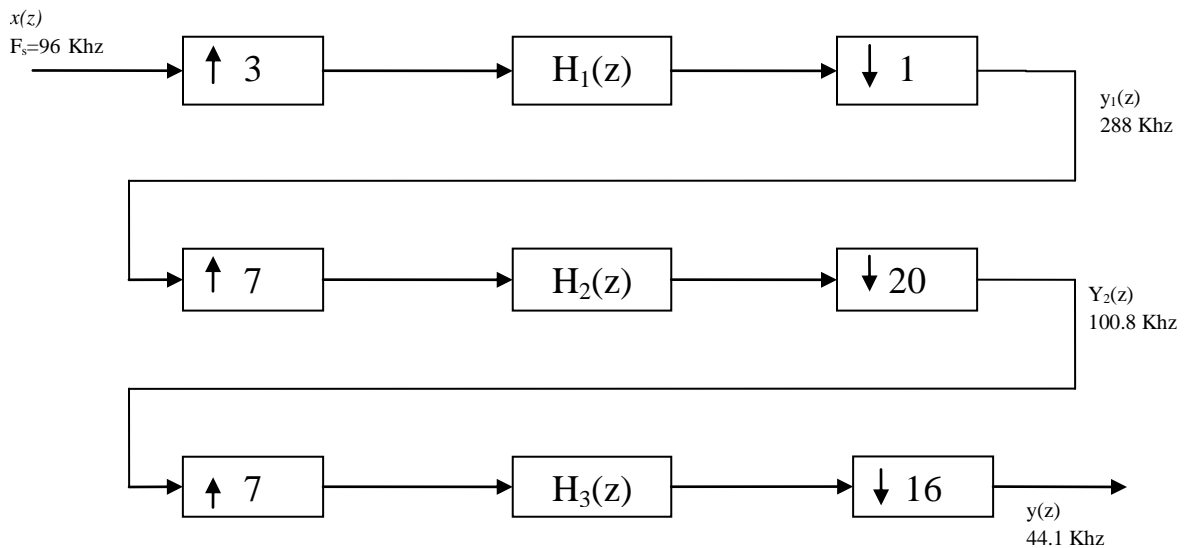 x(z)
Fs=96 Khz
3
H1(z)
1
y1(z)
288 Khz
7
H2(z)
20
Y2(z)
100.8 Khz
7
H3(z)
16
y(z)
44.1 Khz